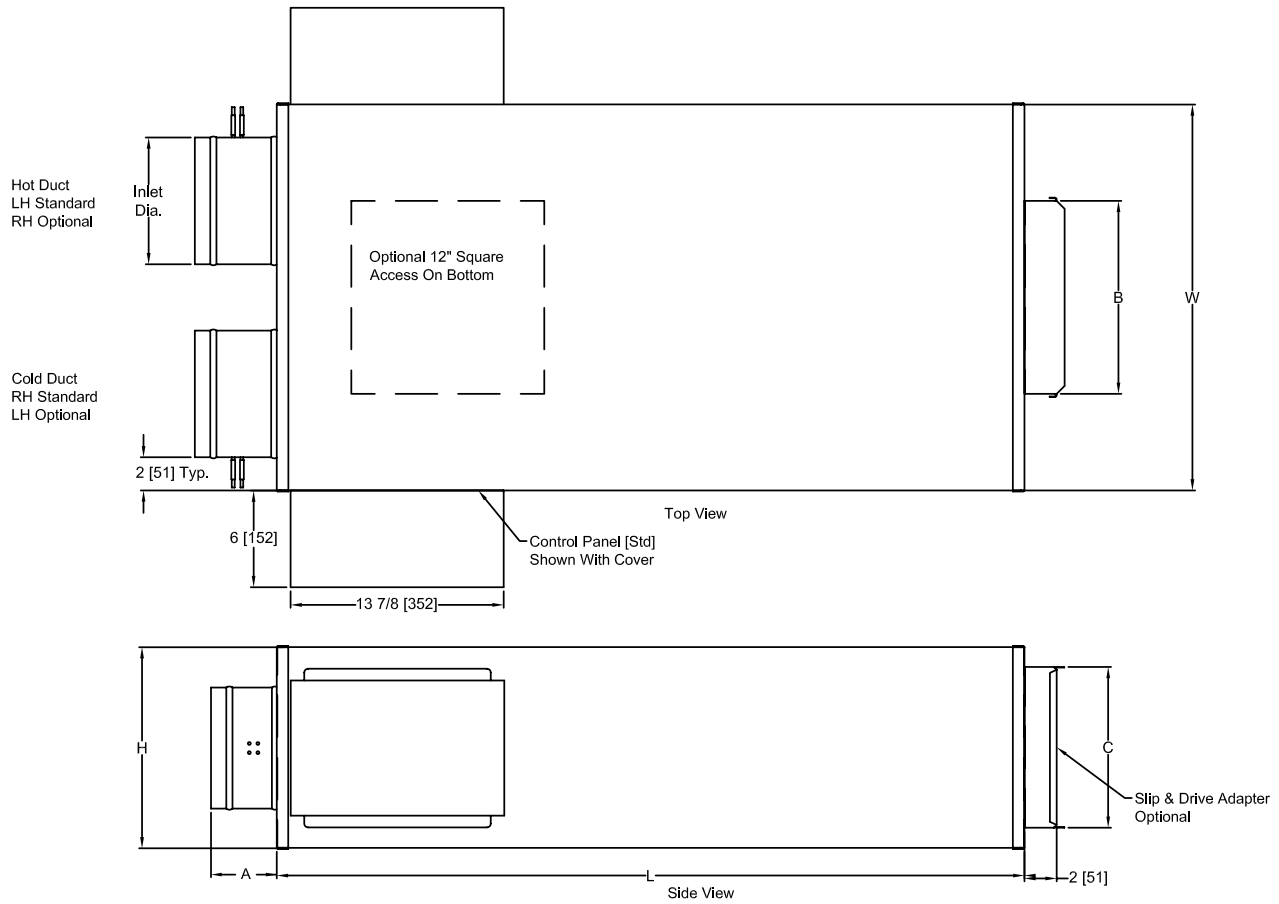 Hot Duct
LH Standard
RH Optional
Inlet
Dia.
Optional 12" Square
Access On Bottom
B
W
Cold Duct
RH Standard
LH Optional
2 [51] Typ.
6 [152]
Top View
Control Panel [Std]
Shown With Cover
13 7/8 [352]
H
C
Slip & Drive Adapter
Optional
A
L
2 [51]
Side View